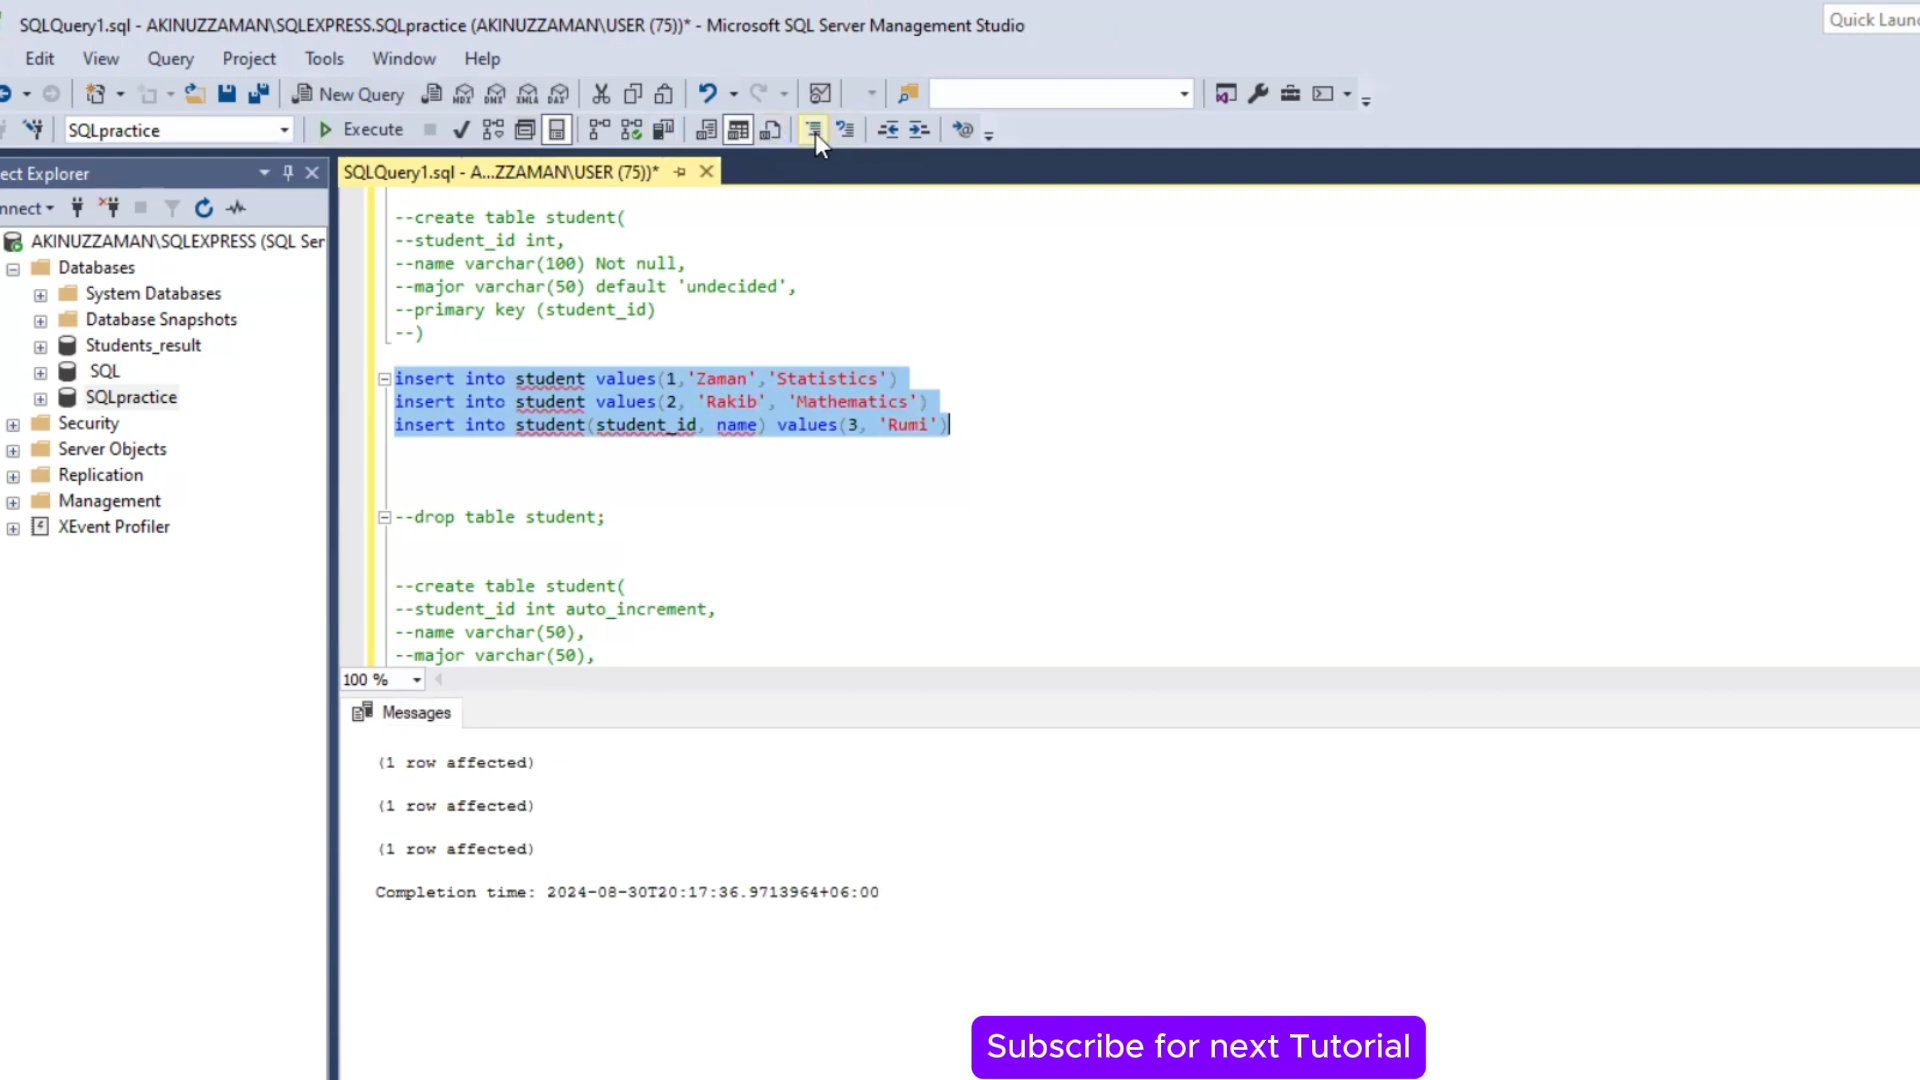 SQLQuery1.sql - AKINUZZAMAN\SQLEXPRESS.SQLpractice (AKINUZZAMAN\USER (75))* - Microsoft SQL Server Management Studio
Quick Laun
Edit View Query Project Tools Window Help
New Query MDX DMX XMLA DAX
SQLpractice Execute
ect Explorer
SQLQuery1.sql - A...ZZAMAN\USER (75))*
nnect
AKINUZZAMAN\SQLEXPRESS (SQL Ser
Databases
System Databases
Database Snapshots
Students_result
SQL
SQLpractice
Security
Server Objects
Replication
Management
XEvent Profiler
--create table student(
--student_id int,
--name varchar(100) Not null,
--major varchar(50) default 'undecided',
--primary key (student_id)
--)
insert into student values(1,'Zaman','Statistics')
insert into student values(2, 'Rakib', 'Mathematics')
insert into student(student_id, name) values(3, 'Rumi')
--drop table student;
--create table student(
--student_id int auto_increment,
--name varchar(50),
--major varchar(50),
100 %
Messages
(1 row affected)
(1 row affected)
(1 row affected)
Completion time: 2024-08-30T20:17:36.9713964+06:00
Subscribe for next Tutorial